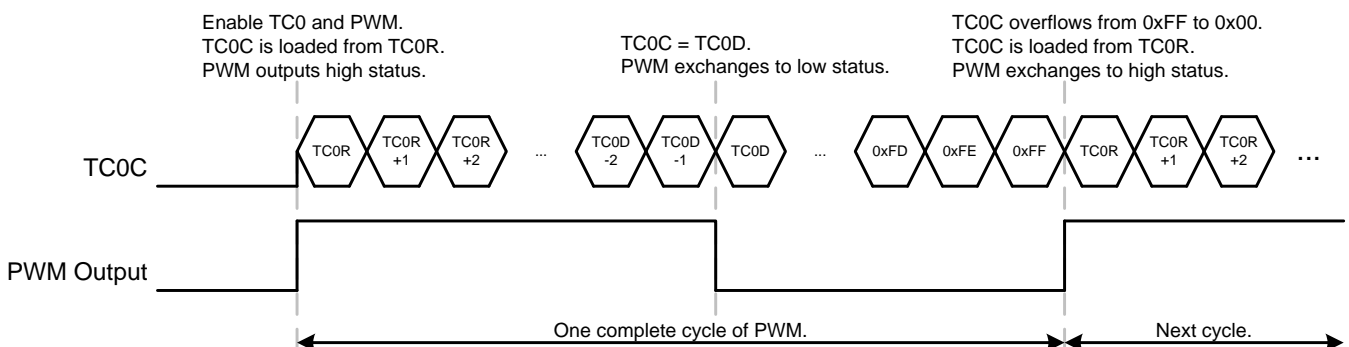 Enable TC0 and PWM.
TC0C is loaded from TC0R.
PWM outputs high status.
TC0C = TC0D.
PWM exchanges to low status.
TC0C overflows from 0xFF to 0x00.
TC0C is loaded from TC0R.
PWM exchanges to high status.
TC0C
TC0R
TC0R
+1
TC0R
+2
...
TC0D
-2
TC0D
-1
TC0D
...
0xFD
0xFE
0xFF
TC0R
TC0R
+1
TC0R
+2
...
PWM Output
One complete cycle of PWM.
Next cycle.